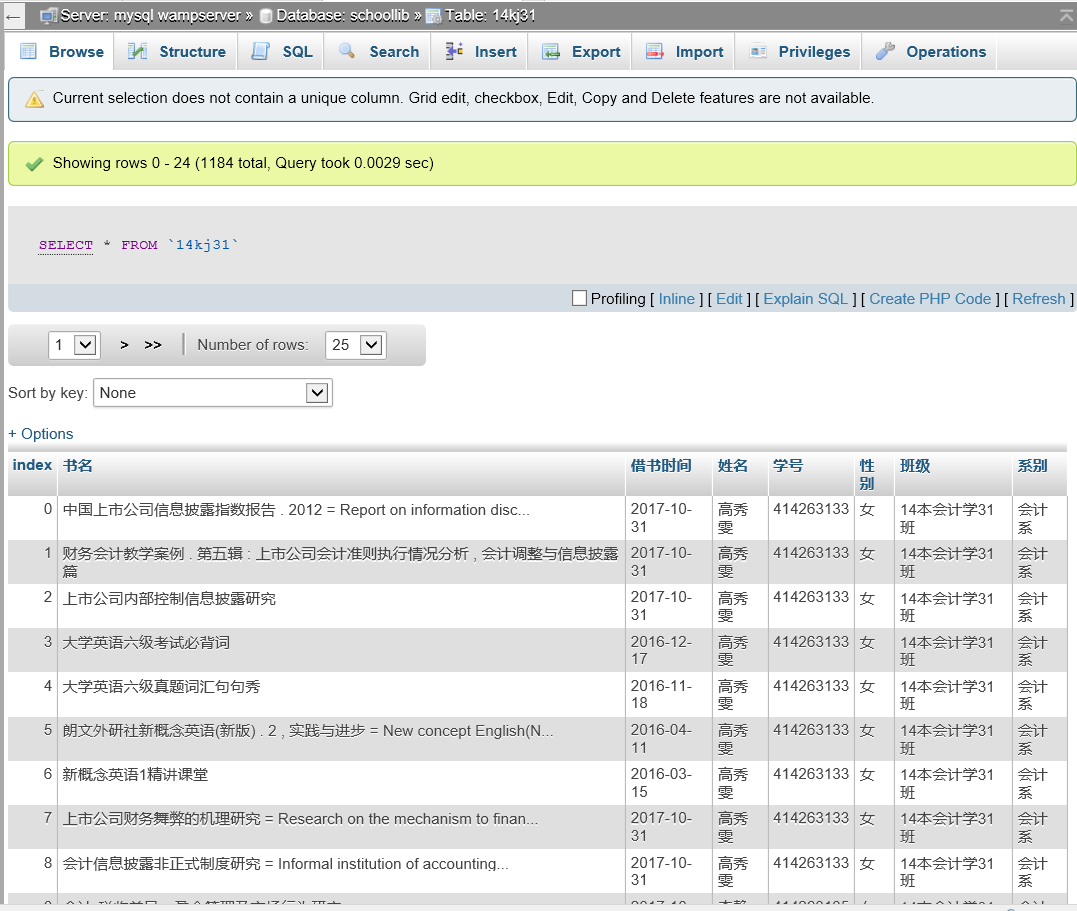 Server: mysql wampserver » Database: schoollib » Table: 14kj31
Browse Structure SQL Search Insert Export Import Privileges Operations
Current selection does not contain a unique column. Grid edit, checkbox, Edit, Copy and Delete features are not available.
Showing rows 0 - 24 (1184 total, Query took 0.0029 sec)
SELECT * FROM `14kj31`
Profiling [ Inline ] [ Edit ] [ Explain SQL ] [ Create PHP Code ] [ Refresh ]
1 > >> Number of rows: 25
Sort by key: None
+ Options
index 书名 借书时间 姓名 学号 性 班级 系别
别
0 中国上市公司信息披露指数报告 . 2012 = Report on information disc... 2017-10- 高秀 414263133 女 14本会计学31 会计
31 雯 班 系
1 财务会计教学案例 . 第五辑 : 上市公司会计准则执行情况分析 , 会计调整与信息披露 2017-10- 高秀 414263133 女 14本会计学31 会计
篇 31 雯 班 系
2 上市公司内部控制信息披露研究 2017-10- 高秀 414263133 女 14本会计学31 会计
31 雯 班 系
3 大学英语六级考试必背词 2016-12- 高秀 414263133 女 14本会计学31 会计
17 雯 班 系
4 大学英语六级真题词汇句句秀 2016-11- 高秀 414263133 女 14本会计学31 会计
18 雯 班 系
5 朗文外研社新概念英语(新版) . 2 , 实践与进步 = New concept English(N... 2016-04- 高秀 414263133 女 14本会计学31 会计
11 雯 班 系
6 新概念英语1精讲课堂 2016-03- 高秀 414263133 女 14本会计学31 会计
15 雯 班 系
7 上市公司财务舞弊的机理研究 = Research on the mechanism to finan... 2017-10- 高秀 414263133 女 14本会计学31 会计
31 雯 班 系
8 会计信息披露非正式制度研究 = Informal institution of accounting... 2017-10- 高秀 414263133 女 14本会计学31 会计
31 雯 班 系